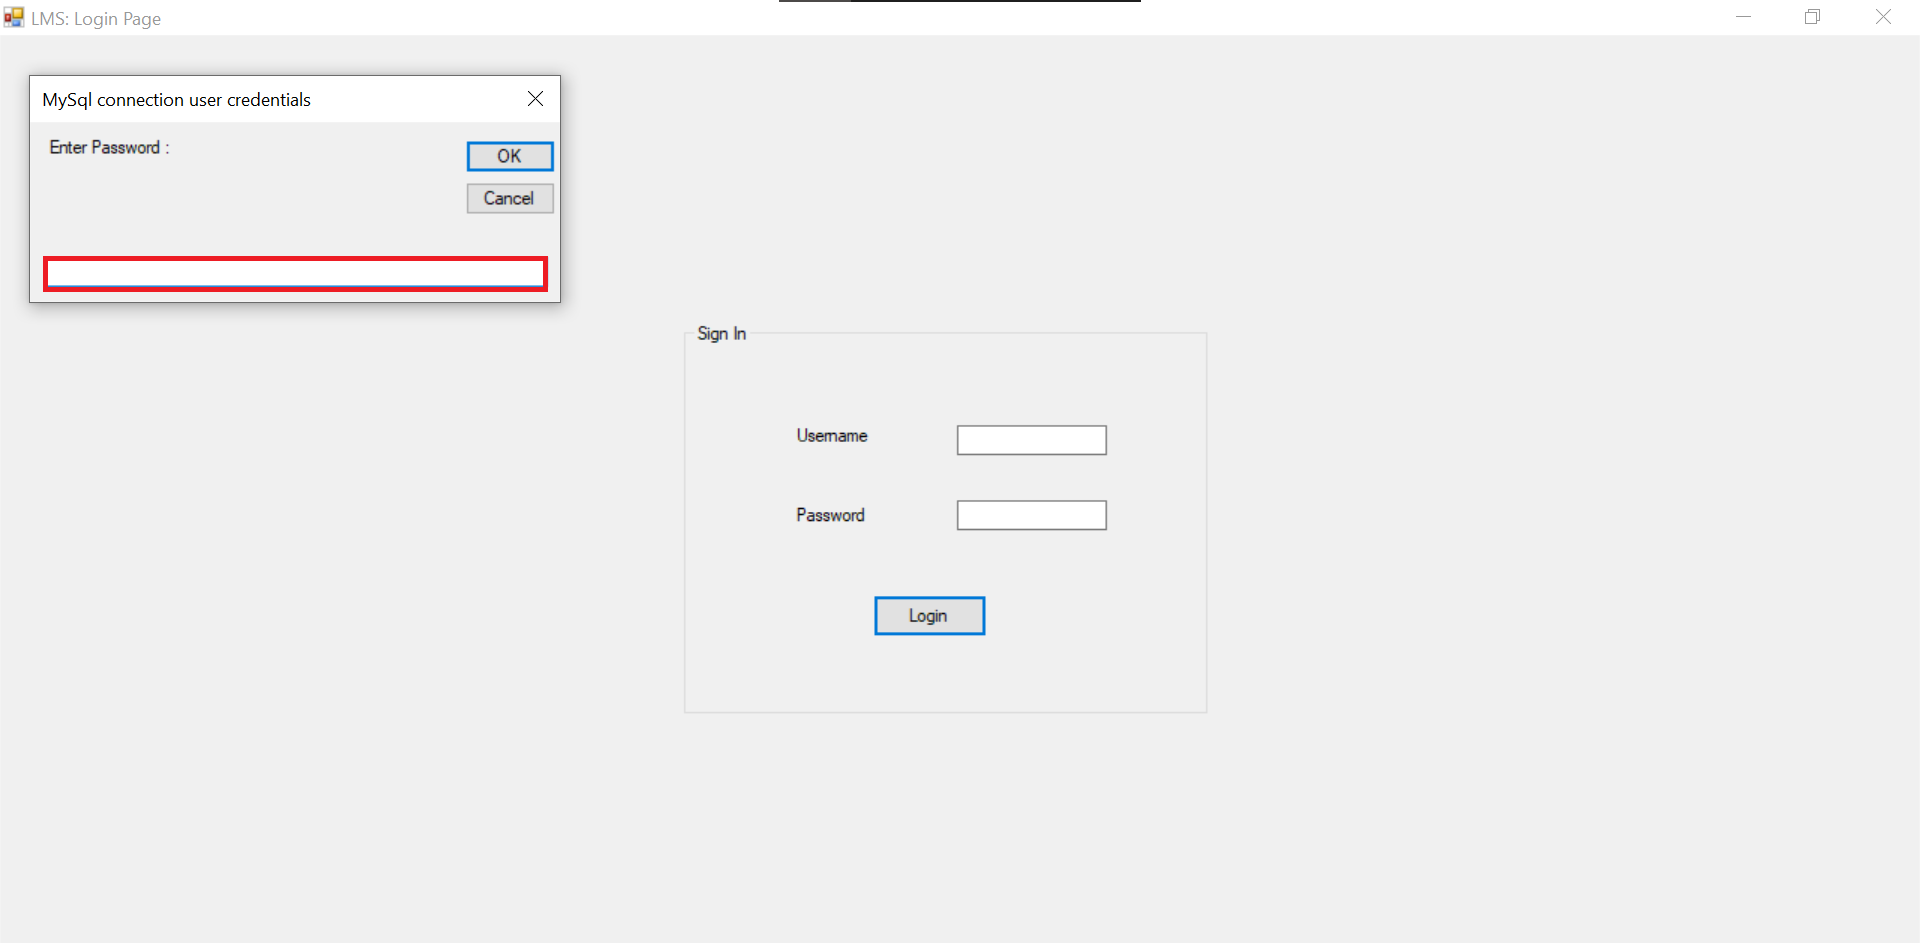 LMS: Login Page
MySql connection user credentials
Enter Password :
OK
Cancel
Sign In
Username
Password
Login